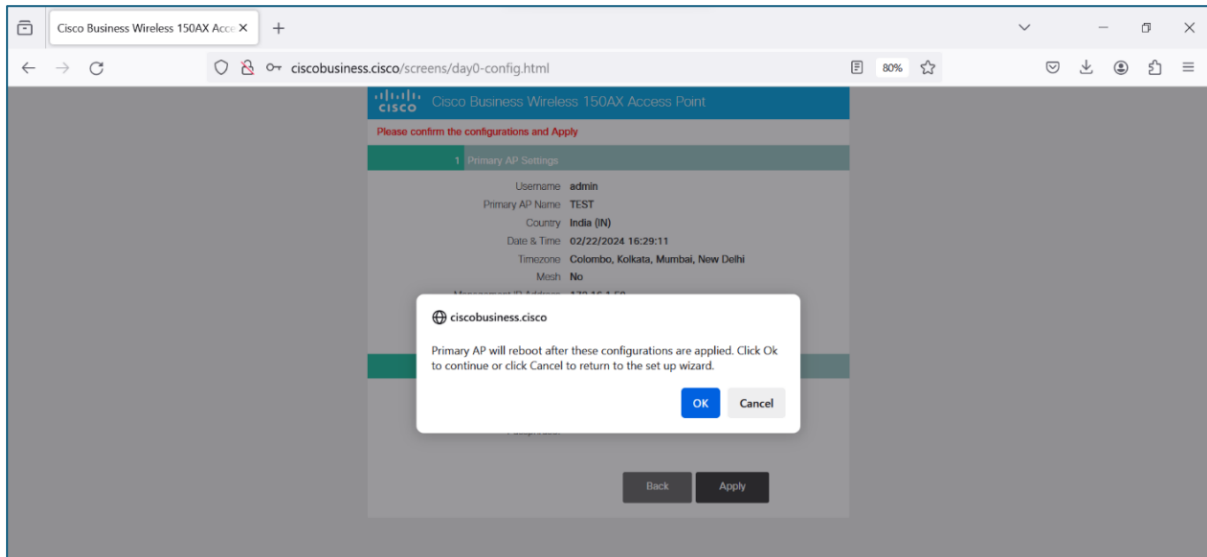 Cisco Business Wireless 150AX Acce
ciscobusiness.cisco/screens/day0-config.html
80%
CISCO
Cisco Business Wireless 150AX Access Point
Please confirm the configurations and Apply
1 Primary AP Settings
Username admin
Primary AP Name TEST
Country India (IN)
Date & Time 02/22/2024 16:29:11
Timezone Colombo, Kolkata, Mumbai, New Delhi
Mesh No
ciscobusiness.cisco
Primary AP will reboot after these configurations are applied. Click Ok
to continue or click Cancel to return to the set up wizard.
OK Cancel
Back Apply